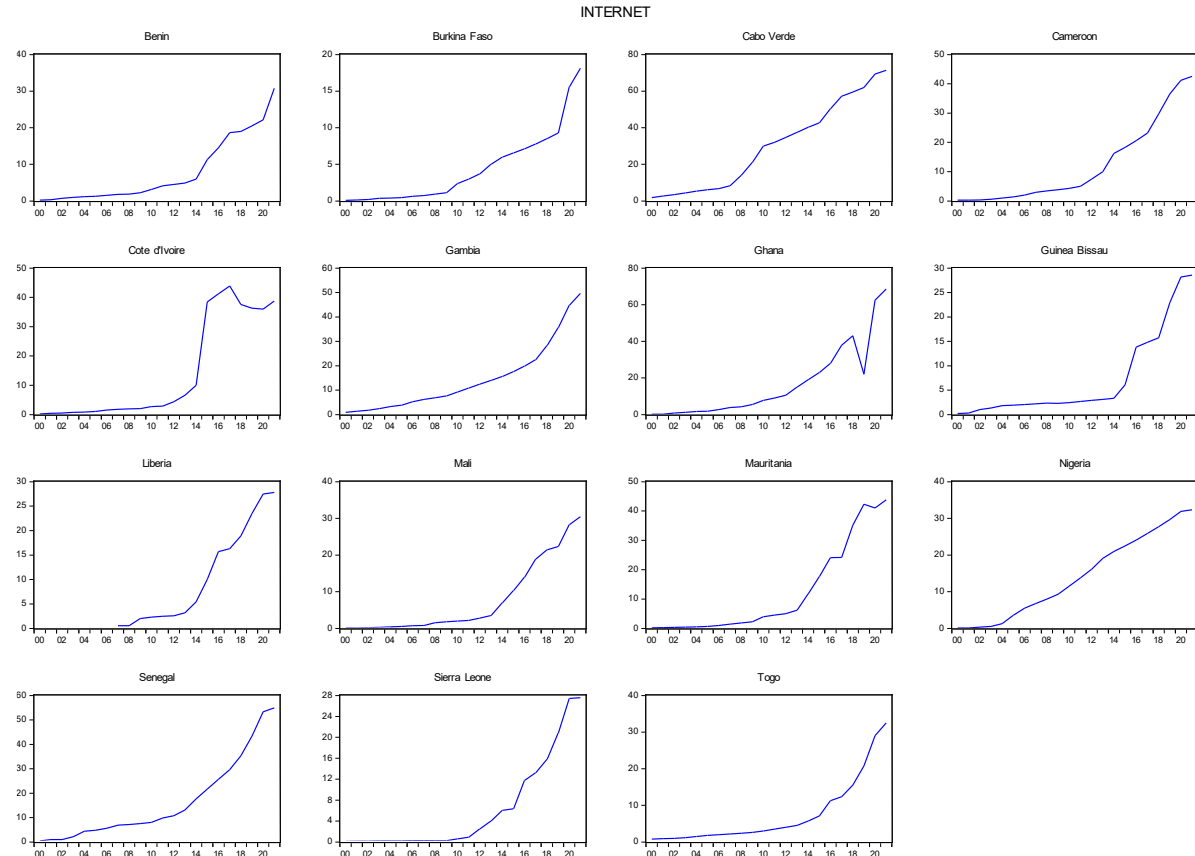 INTERNET
Benin
Burkina Faso
Cabo Verde
Cameroon
40
30
20
10
0
00 02 04 06 08 10 12 14 16 18 20
20
15
10
5
0
00 02 04 06 08 10 12 14 16 18 20
80
60
40
20
0
00 02 04 06 08 10 12 14 16 18 20
50
40
30
20
10
0
00 02 04 06 08 10 12 14 16 18 20
Cote d'Ivoire
Gambia
Ghana
Guinea Bissau
50
40
30
20
10
0
00 02 04 06 08 10 12 14 16 18 20
60
50
40
30
20
10
0
00 02 04 06 08 10 12 14 16 18 20
80
60
40
20
0
00 02 04 06 08 10 12 14 16 18 20
30
25
20
15
10
5
0
00 02 04 06 08 10 12 14 16 18 20
Liberia
Mali
Mauritania
Nigeria
30
25
20
15
10
5
0
00 02 04 06 08 10 12 14 16 18 20
40
30
20
10
0
00 02 04 06 08 10 12 14 16 18 20
50
40
30
20
10
0
00 02 04 06 08 10 12 14 16 18 20
40
30
20
10
0
00 02 04 06 08 10 12 14 16 18 20
Senegal
Sierra Leone
Togo
60
50
40
30
20
10
0
00 02 04 06 08 10 12 14 16 18 20
28
24
20
16
12
8
4
0
00 02 04 06 08 10 12 14 16 18 20
40
30
20
10
0
00 02 04 06 08 10 12 14 16 18 20